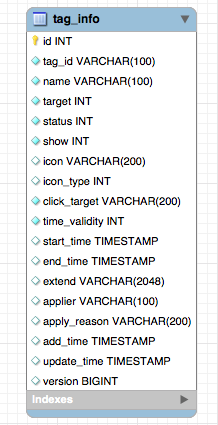 tag_info
id INT
tag_id VARCHAR(100)
name VARCHAR(100)
target INT
status INT
show INT
icon VARCHAR(200)
icon_type INT
click_target VARCHAR(200)
time_validity INT
start_time TIMESTAMP
end_time TIMESTAMP
extend VARCHAR(2048)
applier VARCHAR(100)
apply_reason VARCHAR(200)
add_time TIMESTAMP
update_time TIMESTAMP
version BIGINT
Indexes